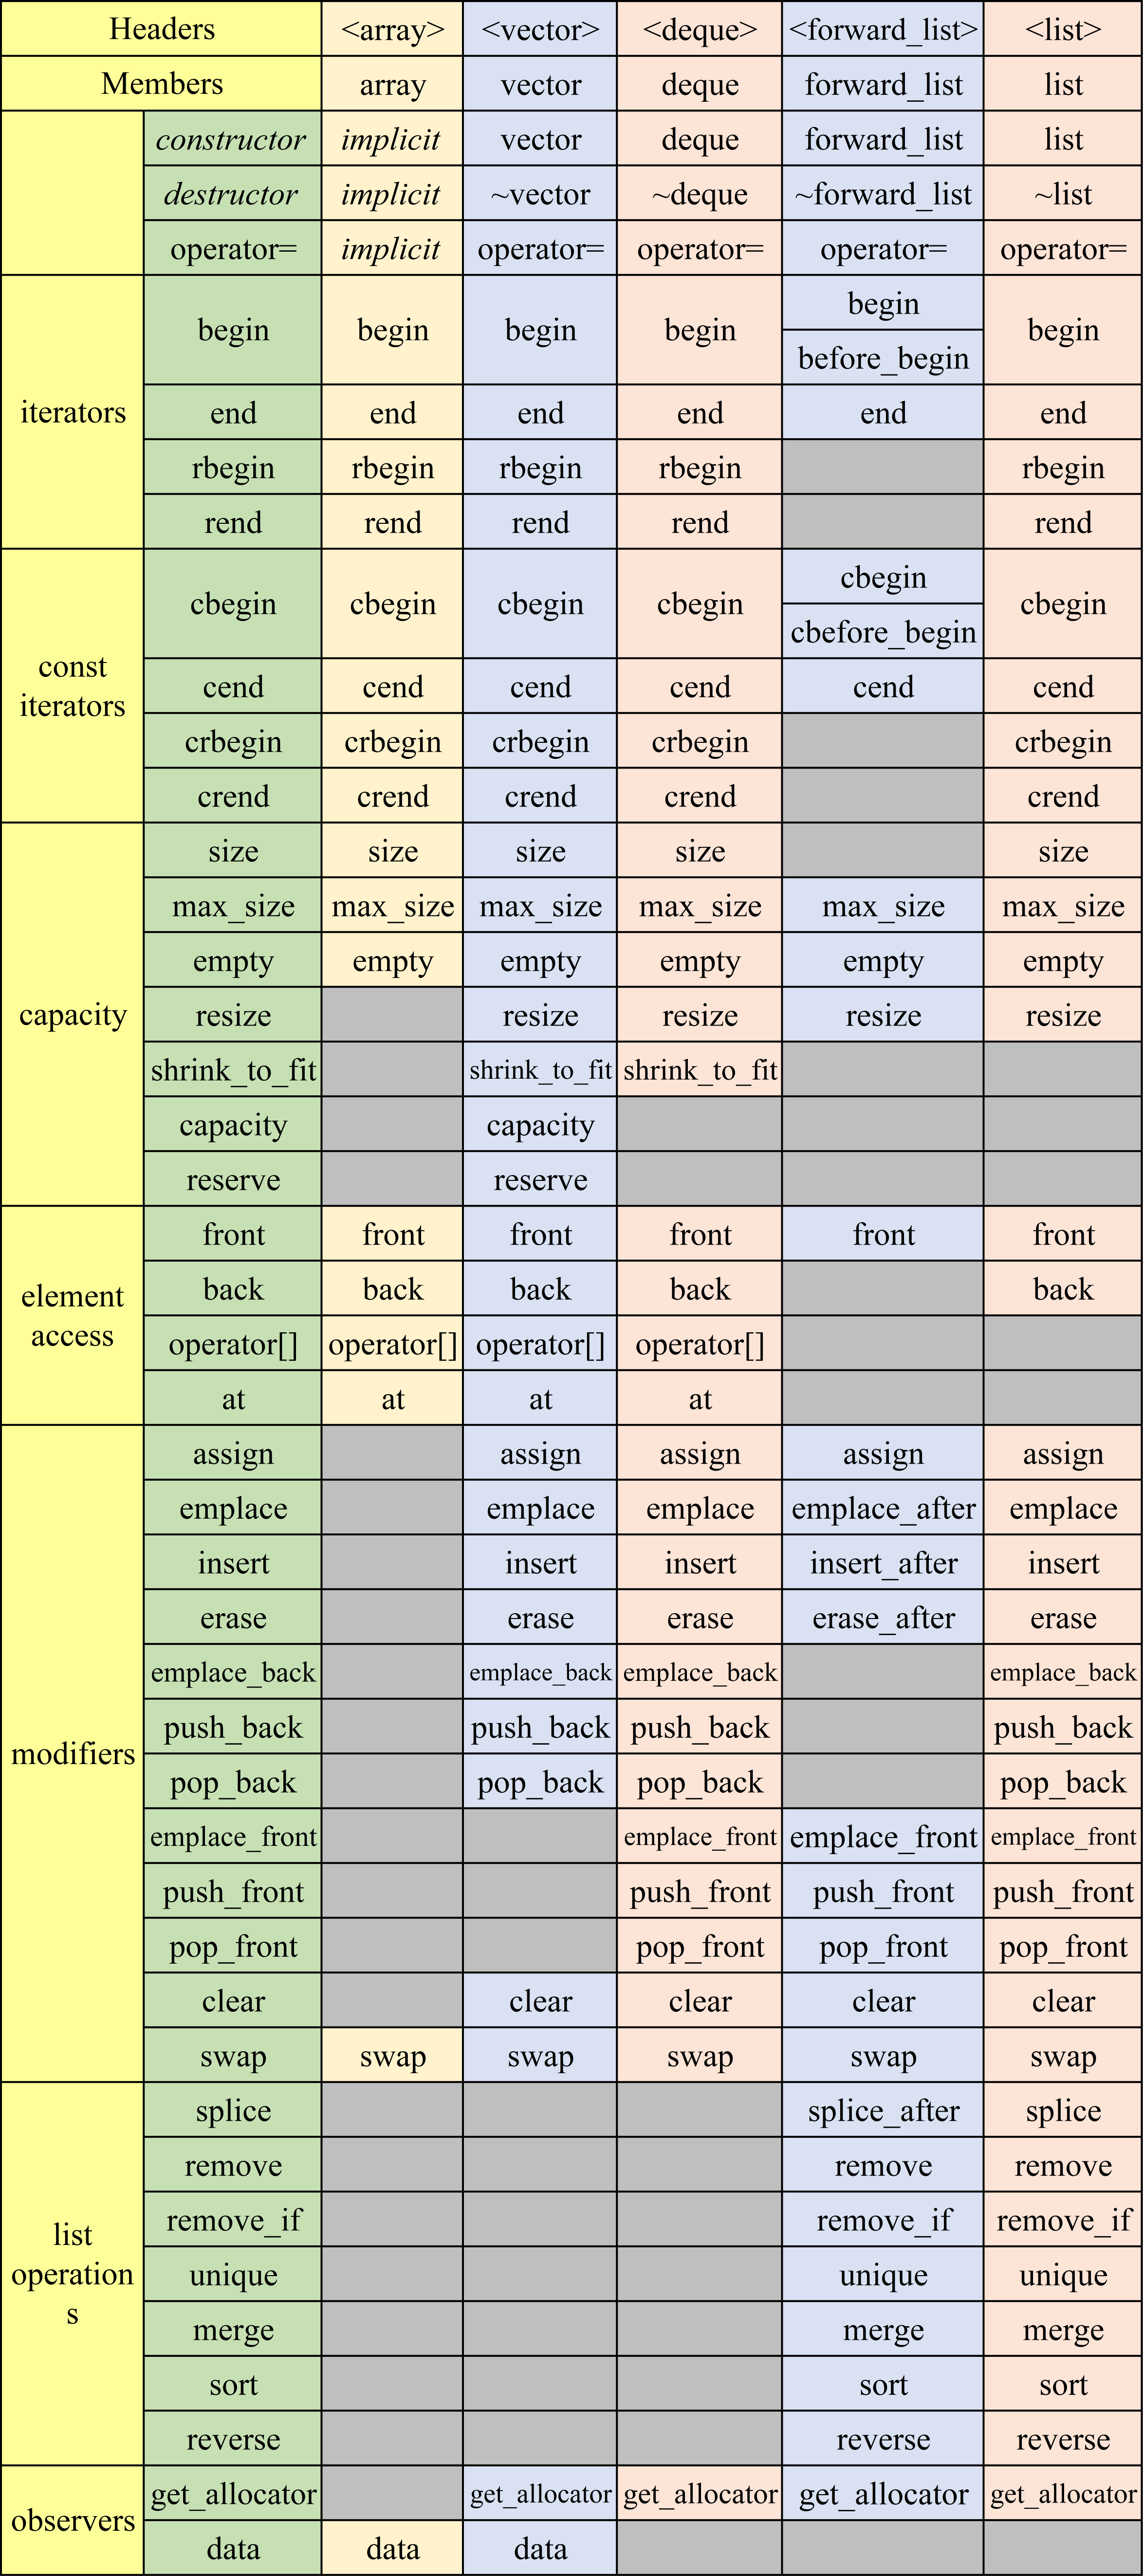 Headers <array> <vector> <deque> <forward_list> <list>
Members array vector deque forward_list list
constructor implicit vector deque forward_list list
destructor implicit ~vector ~deque ~forward_list ~list
operator= implicit operator= operator= operator= operator=
iterators
begin begin begin begin begin begin
before_begin
end end end end end end
rbegin rbegin rbegin rbegin rbegin
rend rend rend rend rend
const
iterators
cbegin cbegin cbegin cbegin cbegin cbegin
cbefore_begin
cend cend cend cend cend cend
crbegin crbegin crbegin crbegin crbegin
crend crend crend crend crend
capacity
size size size size size
max_size max_size max_size max_size max_size max_size
empty empty empty empty empty empty
resize resize resize resize resize
shrink_to_fit shrink_to_fit shrink_to_fit
capacity capacity
reserve reserve
element
access
front front front front front front
back back back back back
operator[] operator[] operator[] operator[]
at at at at
modifiers
assign assign assign assign assign
emplace emplace emplace emplace_after emplace
insert insert insert insert_after insert
erase erase erase erase_after erase
emplace_back emplace_back emplace_back emplace_back
push_back push_back push_back push_back
pop_back pop_back pop_back pop_back
emplace_front emplace_front emplace_front emplace_front
push_front push_front push_front push_front
pop_front pop_front pop_front pop_front
clear clear clear clear clear
swap swap swap swap swap swap
list
operation
s
splice splice_after splice
remove remove remove
remove_if remove_if remove_if
unique unique unique
merge merge merge
sort sort sort
reverse reverse reverse
observers
get_allocator get_allocator get_allocator get_allocator get_allocator
data data data